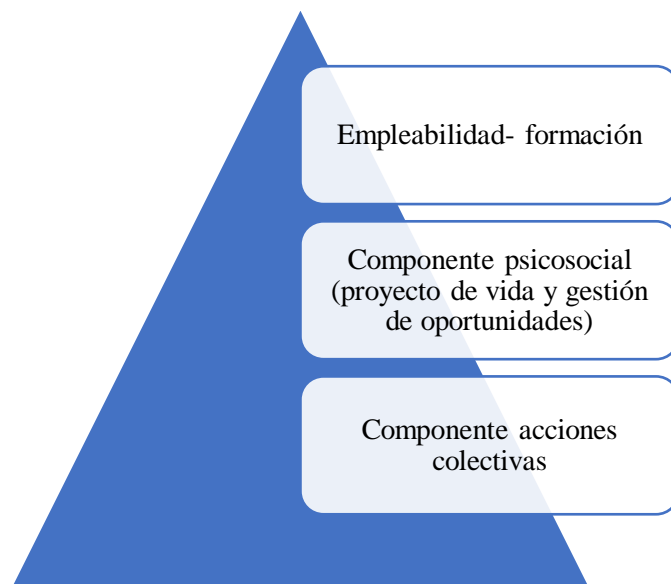 Empleabilidad- formación
Componente psicosocial
(proyecto de vida y gestión
de oportunidades)
Componente acciones
colectivas